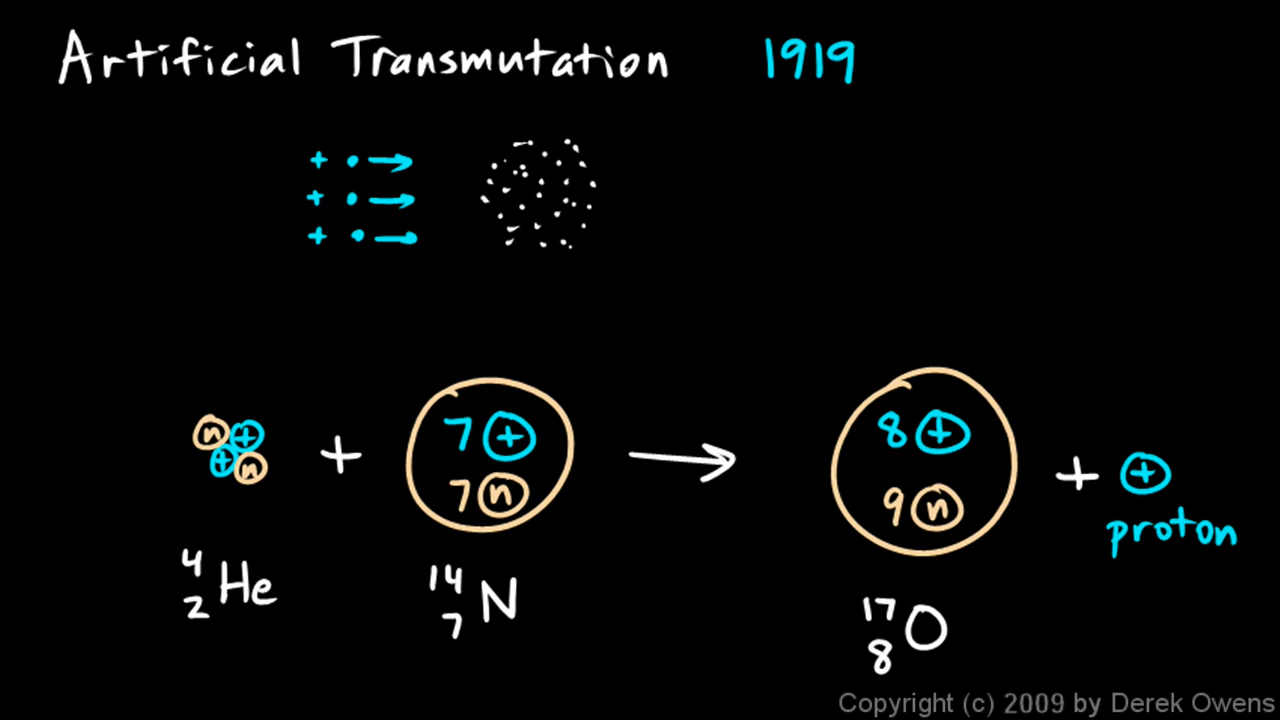 Artificial Transmutation 1919
+ • →
+ • →
+ • →
n +
+ n
+
7 +
7 n
→
8 +
9 n
+ +
proton
4
2 He
14
7 N
17
8 O
Copyright (c) 2009 by Derek Owens